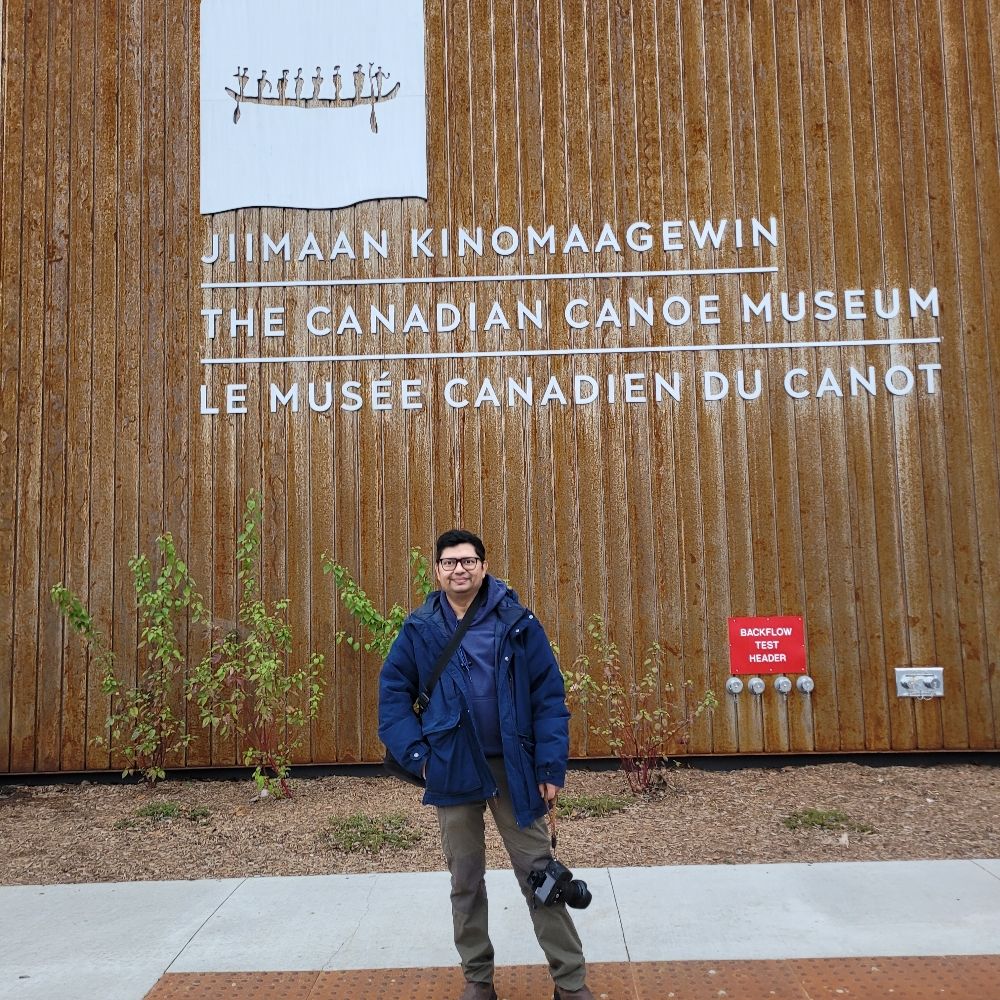 JIIMAAN KINOMAAGEWIN
THE CANADIAN CANOE MUSEUM
LE MUSÉE CANADIEN DU CANOT
BACKFLOW
TEST
HEADER